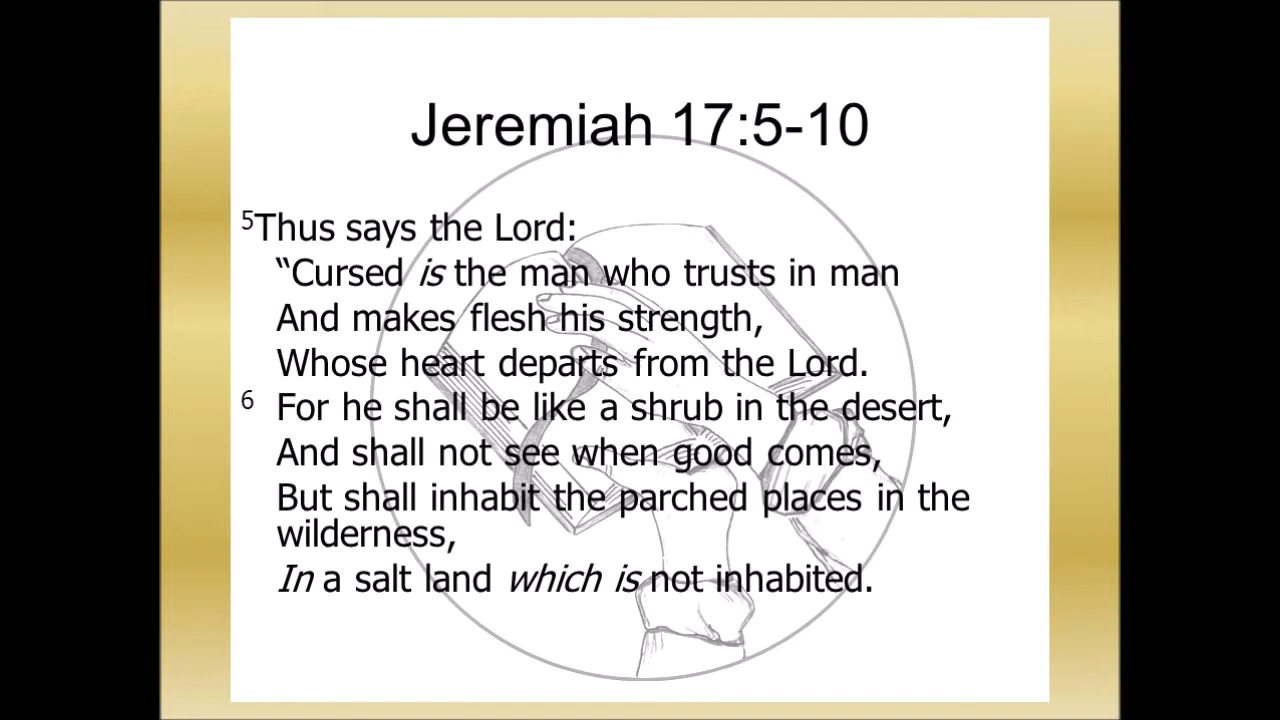 Jeremiah 17:5-10
5Thus says the Lord:
“Cursed is the man who trusts in man
And makes flesh his strength,
Whose heart departs from the Lord.
6 For he shall be like a shrub in the desert,
And shall not see when good comes,
But shall inhabit the parched places in the
wilderness,
In a salt land which is not inhabited.